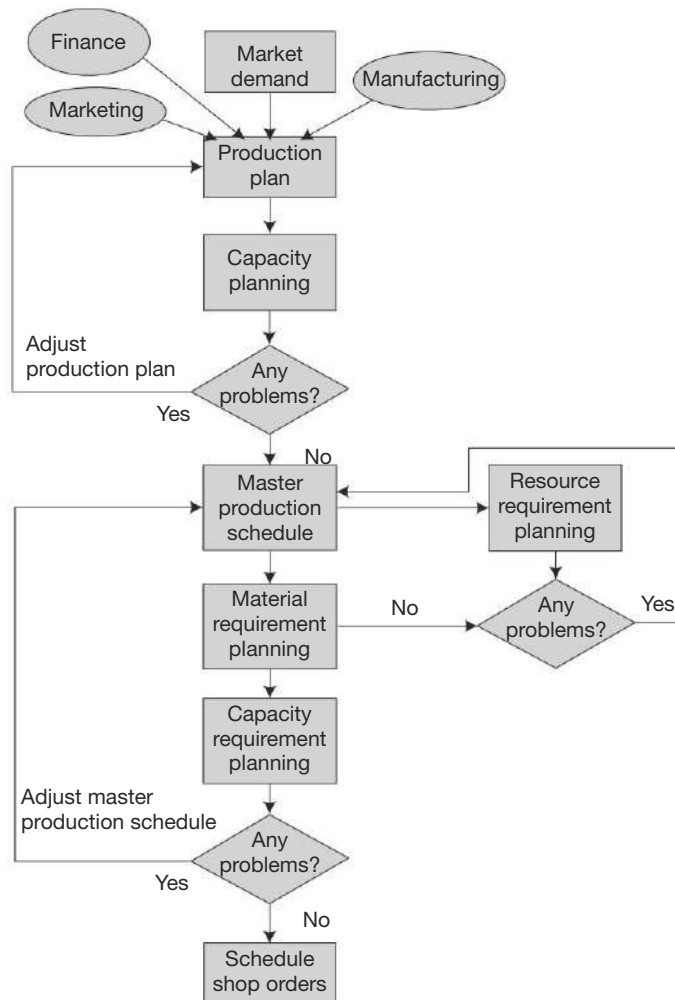 Finance
Market
demand
Manufacturing
Marketing
Production
plan
Capacity
planning
Adjust
production plan
Any
problems?
Yes
No
Master
production
schedule
Resource
requirement
planning
Material
requirement
planning
No
Any
problems?
Yes
Capacity
requirement
planning
Adjust master
production schedule
Any
problems?
Yes
No
Schedule
shop orders